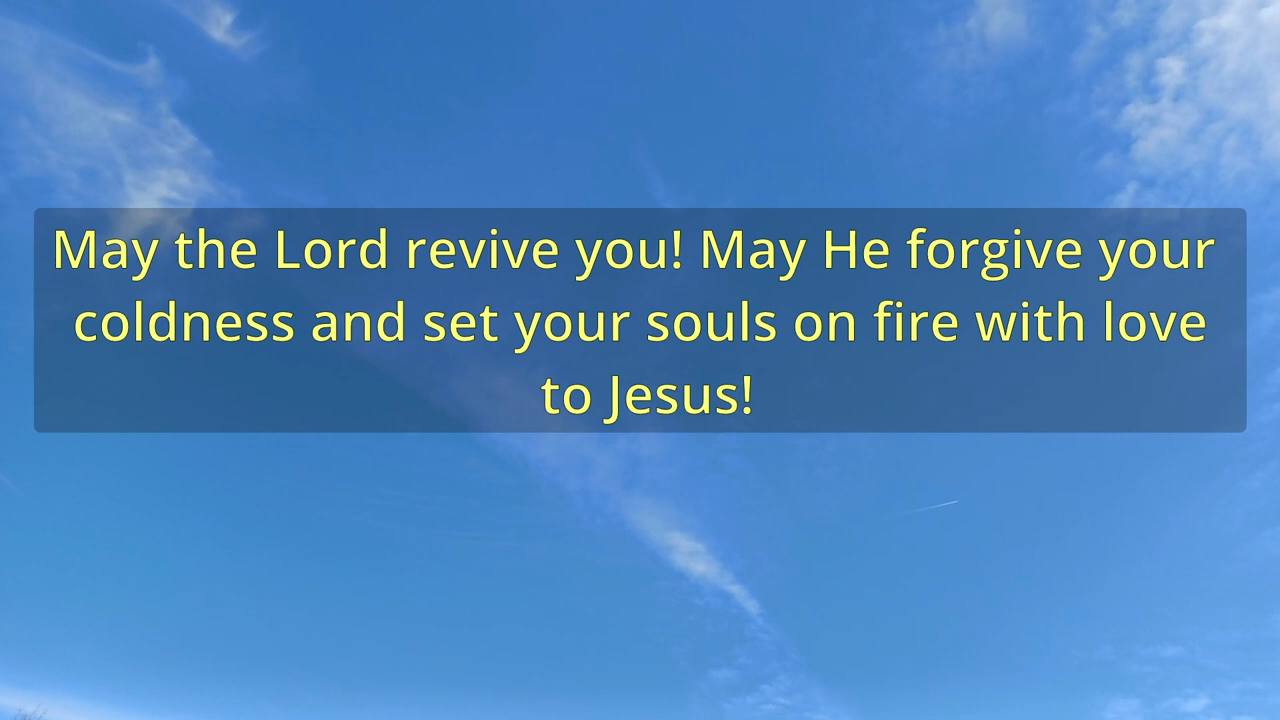 May the Lord revive you! May He forgive your
coldness and set your souls on fire with love
to Jesus!